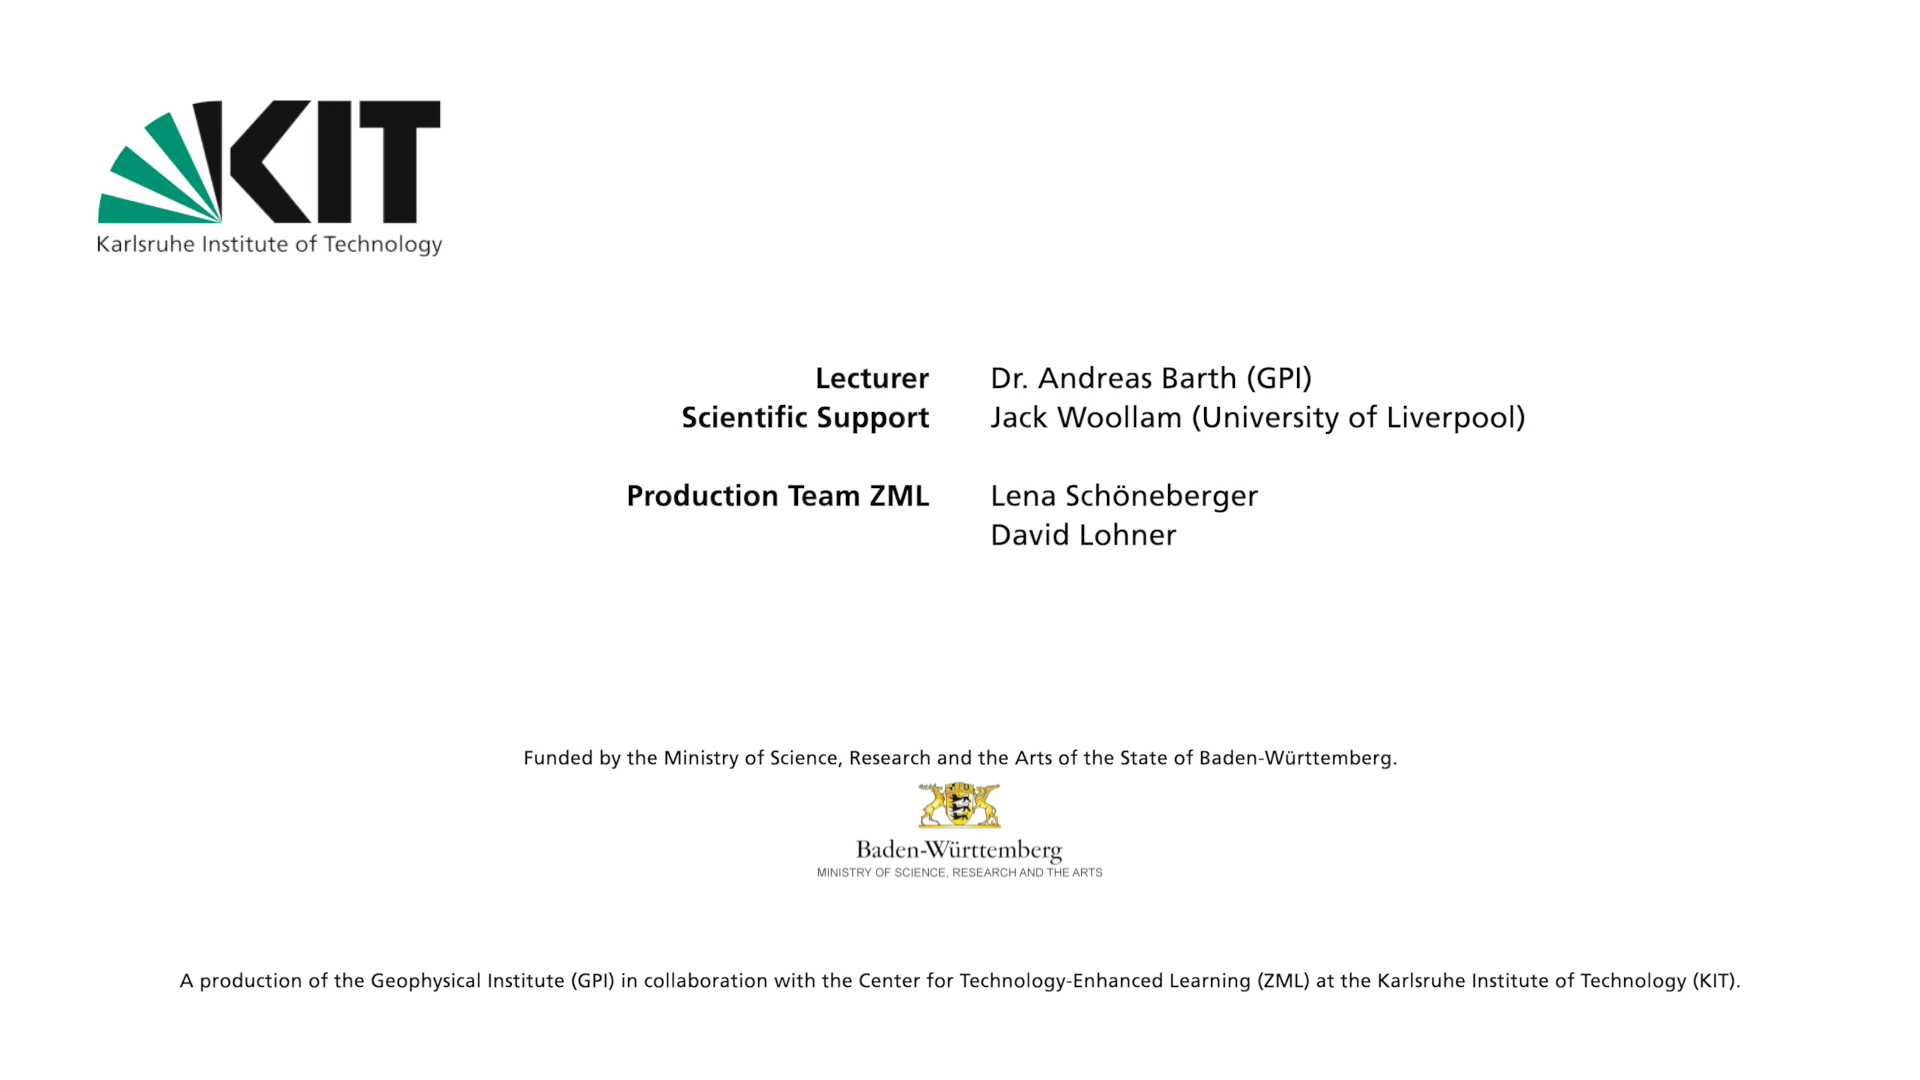 KIT
Karlsruhe Institute of Technology
Lecturer Dr. Andreas Barth (GPI)
Scientific Support Jack Woollam (University of Liverpool)
Production Team ZML Lena Schöneberger
David Lohner
Funded by the Ministry of Science, Research and the Arts of the State of Baden-Württemberg.
Baden-Württemberg
MINISTRY OF SCIENCE, RESEARCH AND THE ARTS
A production of the Geophysical Institute (GPI) in collaboration with the Center for Technology-Enhanced Learning (ZML) at the Karlsruhe Institute of Technology (KIT).